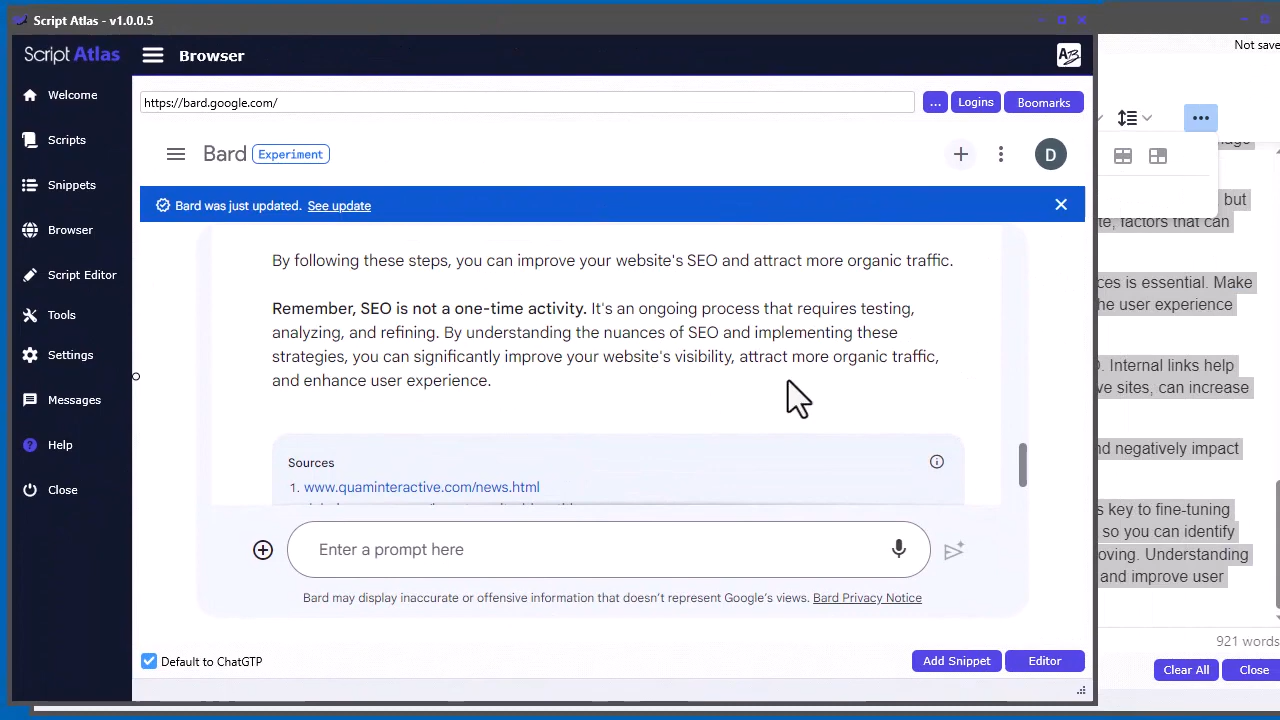 Script Atlas - v1.0.0.5
Script Atlas
Browser
AB
Welcome
Scripts
Snippets
Browser
Script Editor
Tools
Settings
Messages
Help
Close
https://bard.google.com/
...
Logins
Boomarks
Bard
Experiment
D
Bard was just updated. See update
By following these steps, you can improve your website's SEO and attract more organic traffic.
Remember, SEO is not a one-time activity. It's an ongoing process that requires testing,
analyzing, and refining. By understanding the nuances of SEO and implementing these
strategies, you can significantly improve your website's visibility, attract more organic traffic,
and enhance user experience.
Sources
1. www.quaminteractive.com/news.html
Enter a prompt here
Bard may display inaccurate or offensive information that doesn't represent Google's views. Bard Privacy Notice
Default to ChatGTP
Add Snippet
Editor
Not save
but
te, factors that can
ces is essential. Make
he user experience
O. Internal links help
ve sites, can increase
nd negatively impact
s key to fine-tuning
so you can identify
oving. Understanding
and improve user
921 words
Clear All
Close